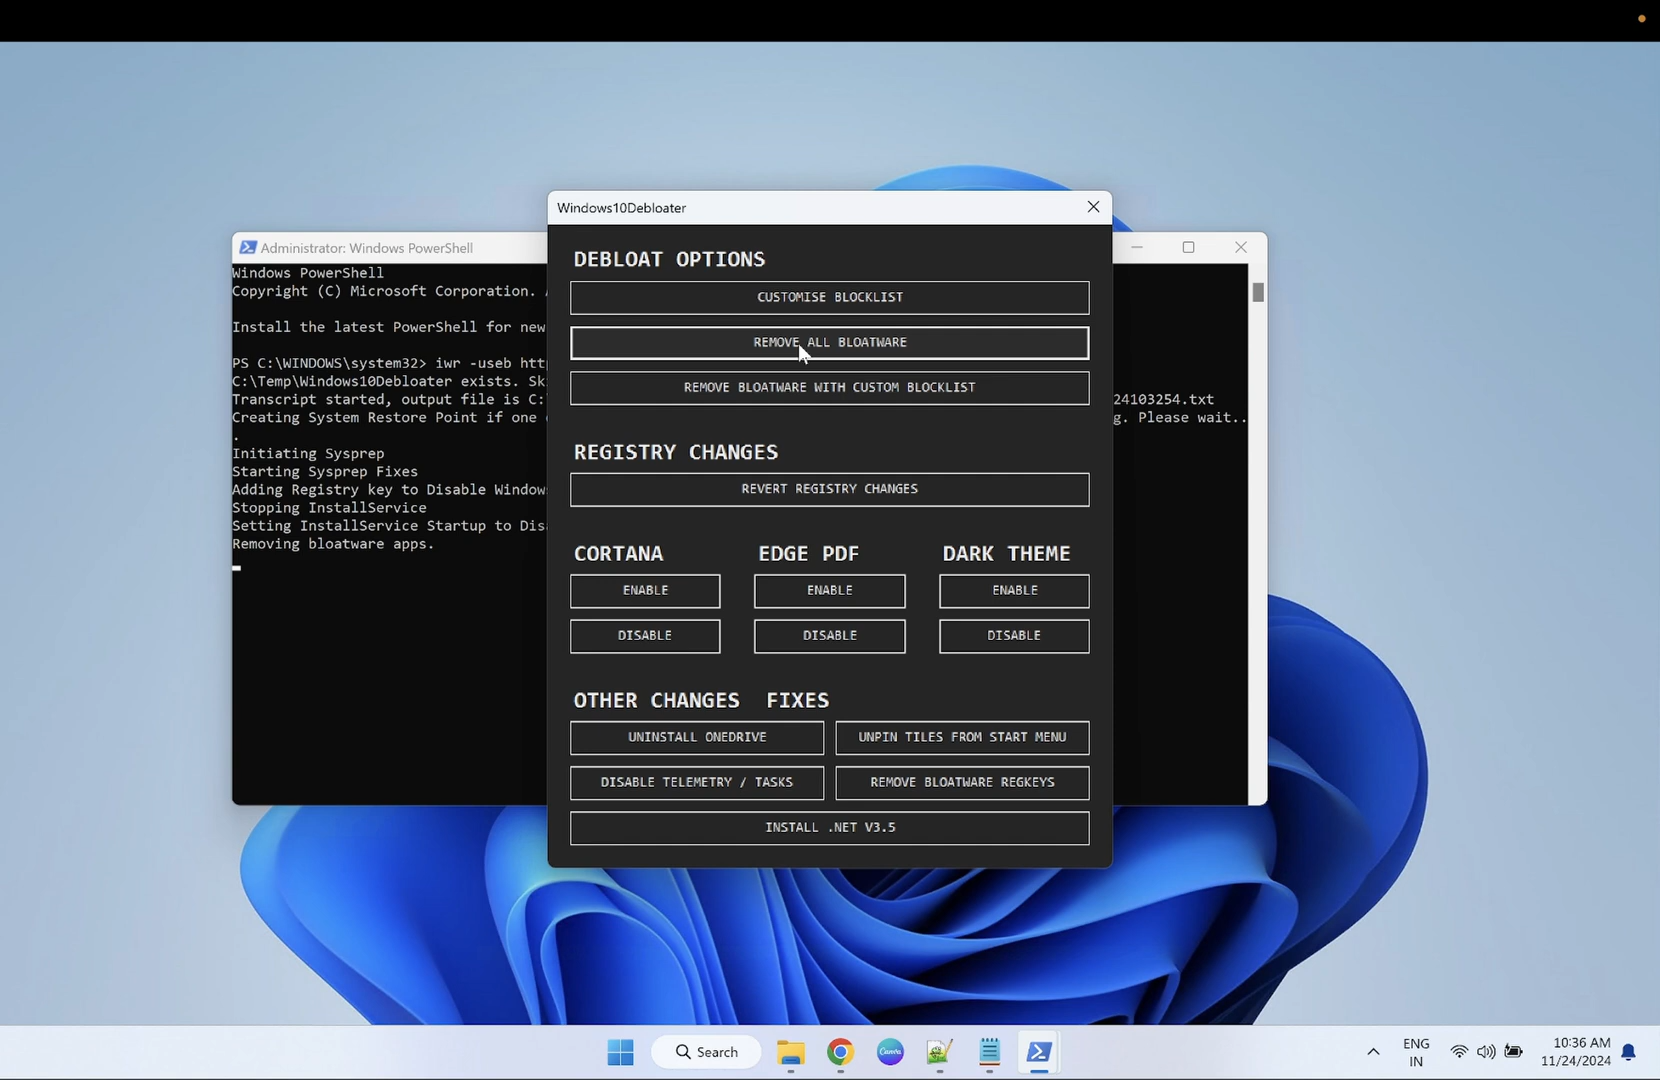 Windows10Debloater
Administrator: Windows PowerShell
Windows PowerShell
Copyright (C) Microsoft Corporation.
Install the latest PowerShell for new
PS C:\WINDOWS\system32> iwr -useb
C:\Temp\Windows10Debloater exists.
Transcript started, output file is C: 24103254.txt
Creating System Restore Point if one g. Please wait..
.
Initiating Sysprep
Starting Sysprep Fixes
Adding Registry key to Disable Windows
Stopping InstallService
Setting InstallService Startup to
Removing bloatware apps.
DEBLOAT OPTIONS
CUSTOMISE BLOCKLIST
REMOVE ALL BLOATWARE
REMOVE BLOATWARE WITH CUSTOM BLOCKLIST
REGISTRY CHANGES
REVERT REGISTRY CHANGES
CORTANA EDGE PDF DARK THEME
ENABLE ENABLE ENABLE
DISABLE DISABLE DISABLE
OTHER CHANGES FIXES
UNINSTALL ONEDRIVE UNPIN TILES FROM START MENU
DISABLE TELEMETRY / TASKS REMOVE BLOATWARE REGKEYS
INSTALL .NET V3.5
Search
Canva
ENG
IN
10:36 AM
11/24/2024